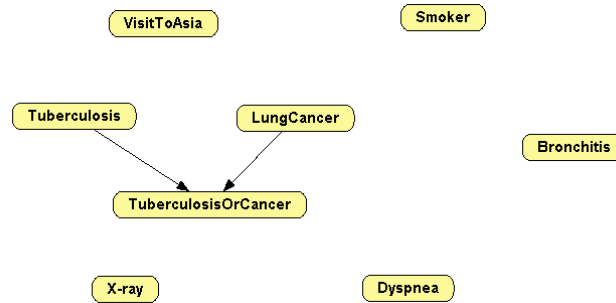 VisitToAsia
Smoker
Tuberculosis
LungCancer
Bronchitis
TuberculosisOrCancer
X-ray
Dyspnea